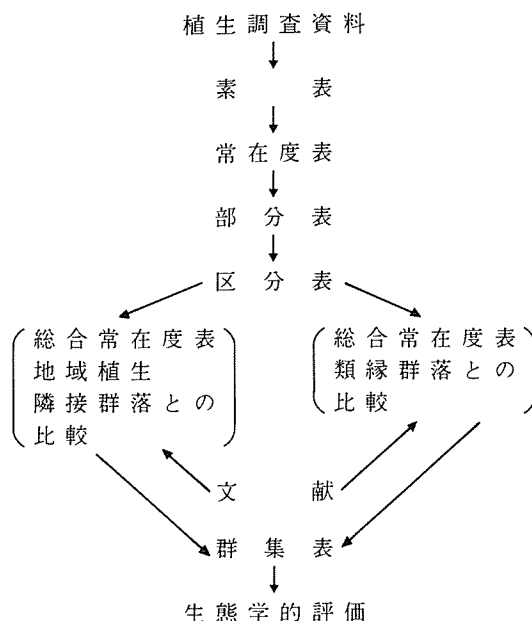 植生調査資料
素表
常在度表
部分表
区分表
総合常在度表
地域植生
隣接群落との
比較
総合常在度表
類縁群落との
比較
文献
群集表
生態学的評価